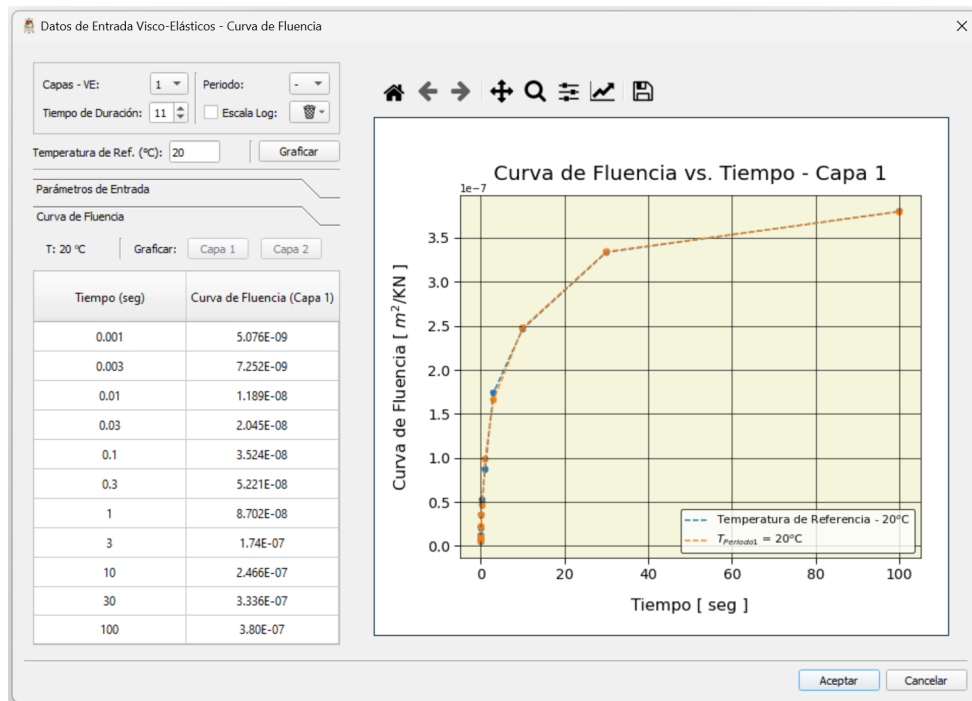 Datos de Entrada Visco-Elásticos - Curva de Fluencia
Capas - VE: 1 Periodo: -
Tiempo de Duración: 11 Escala Log:
Temperatura de Ref. (ºC): 20 Graficar
Parámetros de Entrada
Curva de Fluencia
T: 20 ºC Graficar: Capa 1 Capa 2
Tiempo (seg) Curva de Fluencia (Capa 1)
0.001 5.076E-09
0.003 7.252E-09
0.01 1.189E-08
0.03 2.045E-08
0.1 3.524E-08
0.3 5.221E-08
1 8.702E-08
3 1.74E-07
10 2.466E-07
30 3.336E-07
100 3.80E-07
Curva de Fluencia vs. Tiempo - Capa 1
1e−7
Curva de Fluencia [ m²/KN ]
3.5
3.0
2.5
2.0
1.5
1.0
0.5
0.0
Temperatura de Referencia - 20°C
T_Periodo1 = 20°C
0 20 40 60 80 100
Tiempo [ seg ]
Aceptar Cancelar